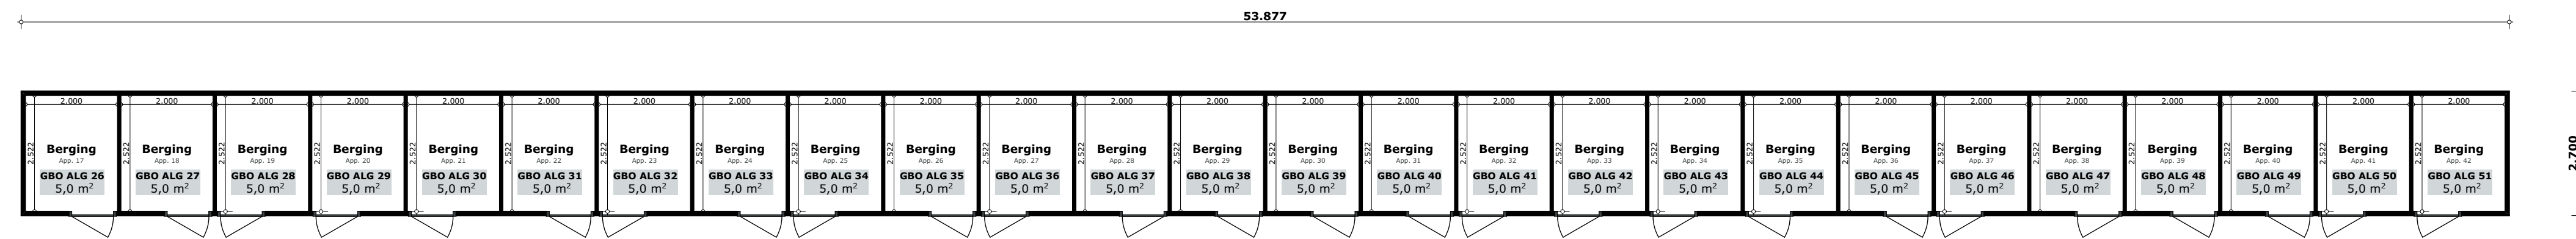 53.877
2.000 2.000 2.000 2.000 2.000 2.000 2.000 2.000 2.000 2.000 2.000 2.000 2.000 2.000 2.000 2.000 2.000 2.000 2.000 2.000 2.000 2.000 2.000 2.000 2.000 2.000
2.522 2.522 2.522 2.522 2.522 2.522 2.522 2.522 2.522 2.522 2.522 2.522 2.522 2.522 2.522 2.522 2.522 2.522 2.522 2.522 2.522 2.522 2.522 2.522 2.522 2.522
2.700
Berging Berging Berging Berging Berging Berging Berging Berging Berging Berging Berging Berging Berging Berging Berging Berging Berging Berging Berging Berging Berging Berging Berging Berging Berging Berging
App. 17 App. 18 App. 19 App. 20 App. 21 App. 22 App. 23 App. 24 App. 25 App. 26 App. 27 App. 28 App. 29 App. 30 App. 31 App. 32 App. 33 App. 34 App. 35 App. 36 App. 37 App. 38 App. 39 App. 40 App. 41 App. 42
GBO ALG 26 GBO ALG 27 GBO ALG 28 GBO ALG 29 GBO ALG 30 GBO ALG 31 GBO ALG 32 GBO ALG 33 GBO ALG 34 GBO ALG 35 GBO ALG 36 GBO ALG 37 GBO ALG 38 GBO ALG 39 GBO ALG 40 GBO ALG 41 GBO ALG 42 GBO ALG 43 GBO ALG 44 GBO ALG 45 GBO ALG 46 GBO ALG 47 GBO ALG 48 GBO ALG 49 GBO ALG 50 GBO ALG 51
5,0 m² 5,0 m² 5,0 m² 5,0 m² 5,0 m² 5,0 m² 5,0 m² 5,0 m² 5,0 m² 5,0 m² 5,0 m² 5,0 m² 5,0 m² 5,0 m² 5,0 m² 5,0 m² 5,0 m² 5,0 m² 5,0 m² 5,0 m² 5,0 m² 5,0 m² 5,0 m² 5,0 m² 5,0 m² 5,0 m²